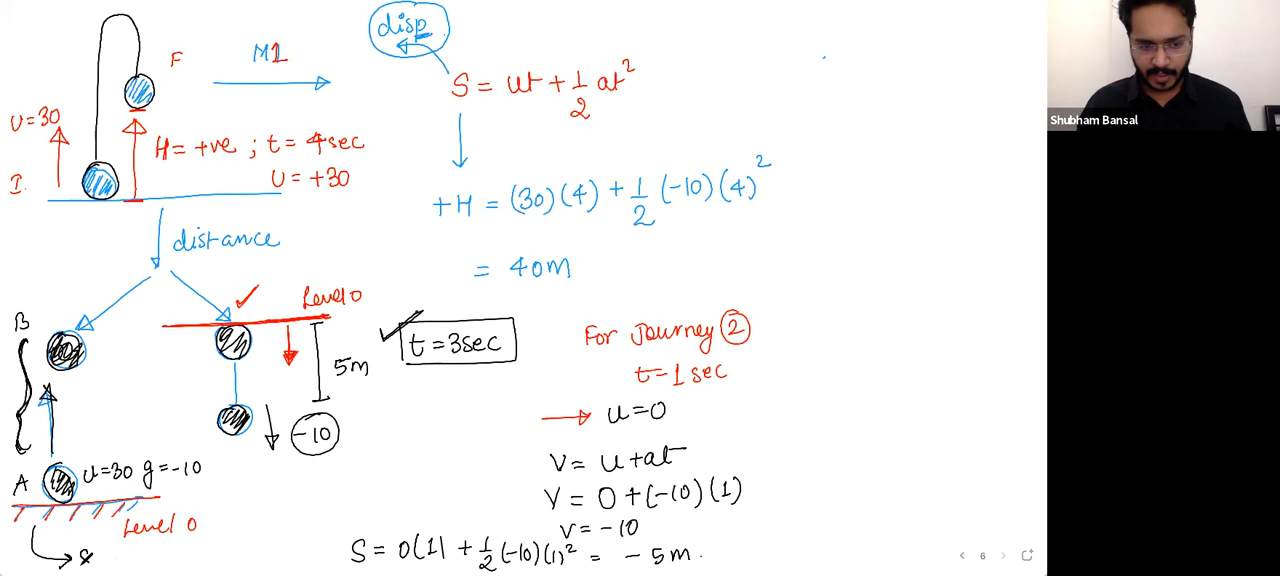 disp
F
M1
S = ut + 1/2 at²
U = 30
H = +ve ; t = 4sec
U = +30
I.
+H = (30)(4) + 1/2 (-10)(4)²
= 40m
distance
Level 0
B
t = 3sec
5m
-10
For Journey 2
t = 1 sec
u = 0
V = u + at
V = 0 + (-10)(1)
V = -10
A
u = 30 g = -10
Level 0
S = 0(1) + 1/2 (-10)(1)² = - 5m.
Shubham Bansal
6